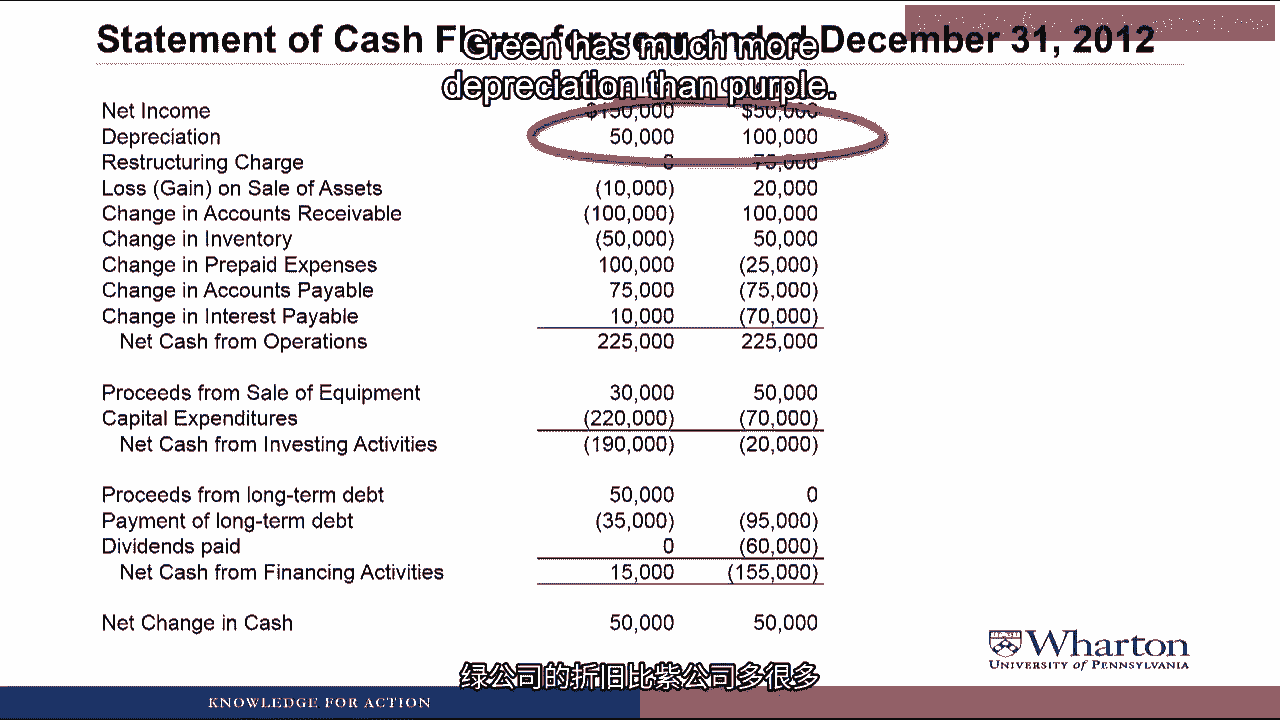 Statement of Cash Flows for year ended December 31, 2012
Green has much more
depreciation than purple.
Net Income $150,000 $50,000
Depreciation 50,000 100,000
Restructuring Charge 0 75,000
Loss (Gain) on Sale of Assets (10,000) 20,000
Change in Accounts Receivable (100,000) 100,000
Change in Inventory (50,000) 50,000
Change in Prepaid Expenses 100,000 (25,000)
Change in Accounts Payable 75,000 (75,000)
Change in Interest Payable 10,000 (70,000)
Net Cash from Operations 225,000 225,000
Proceeds from Sale of Equipment 30,000 50,000
Capital Expenditures (220,000) (70,000)
Net Cash from Investing Activities (190,000) (20,000)
Proceeds from long-term debt 50,000 0
Payment of long-term debt (35,000) (95,000)
Dividends paid 0 (60,000)
Net Cash from Financing Activities 15,000 (155,000)
Net Change in Cash 50,000 50,000
Wharton
UNIVERSITY OF PENNSYLVANIA
绿公司的折旧比紫公司多很多
KNOWLEDGE FOR ACTION